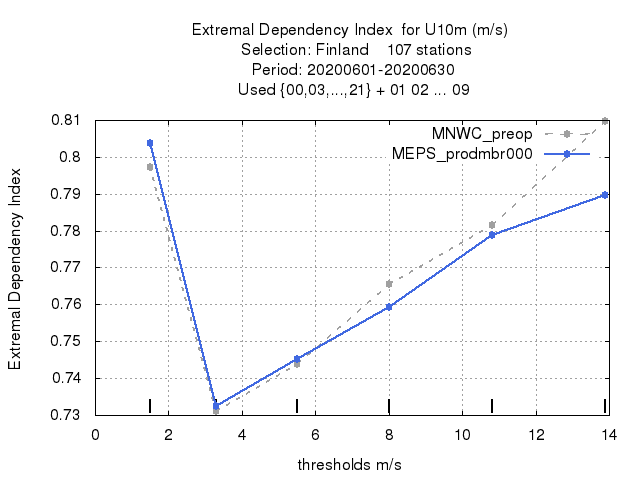 Extremal Dependency Index  for U10m (m/s)
Selection: Finland    107 stations
Period: 20200601-20200630
Used {00,03,...,21} + 01 02 ... 09
MNWC_preop
MEPS_prodmbr000
Extremal Dependency Index
0.81
0.8
0.79
0.78
0.77
0.76
0.75
0.74
0.73
0 2 4 6 8 10 12 14
thresholds m/s